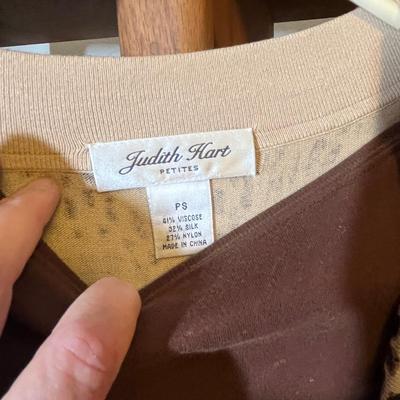 Judith Hart
PETITES
PS
41% VISCOSE
32% SILK
27% NYLON
MADE IN CHINA